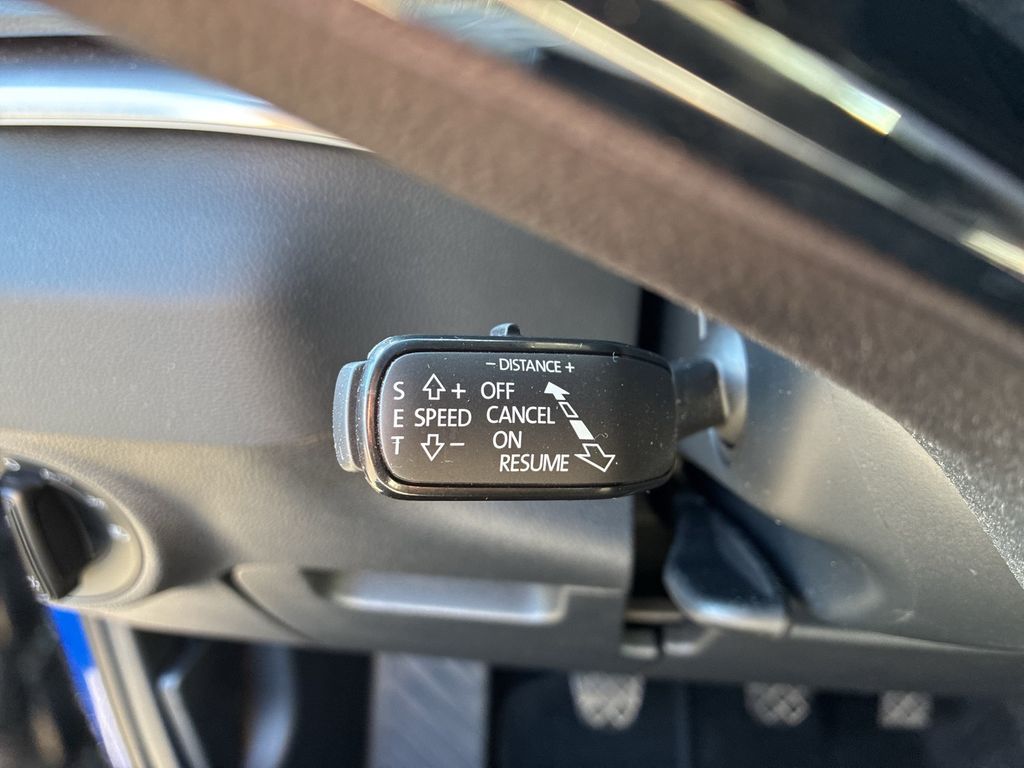 - DISTANCE +
S + OFF
E SPEED CANCEL
T - ON
RESUME